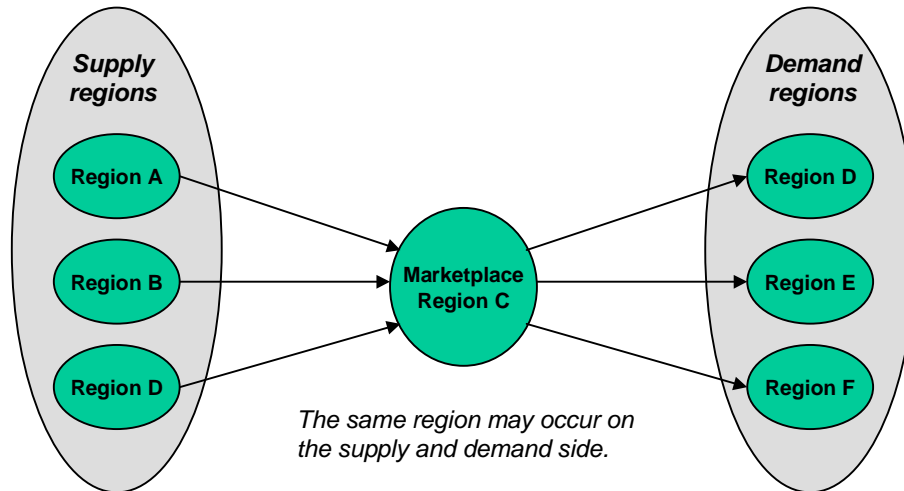 Supply
regions
Demand
regions
Region A
Region D
Region B
Marketplace
Region C
Region E
Region D
Region F
The same region may occur on
the supply and demand side.